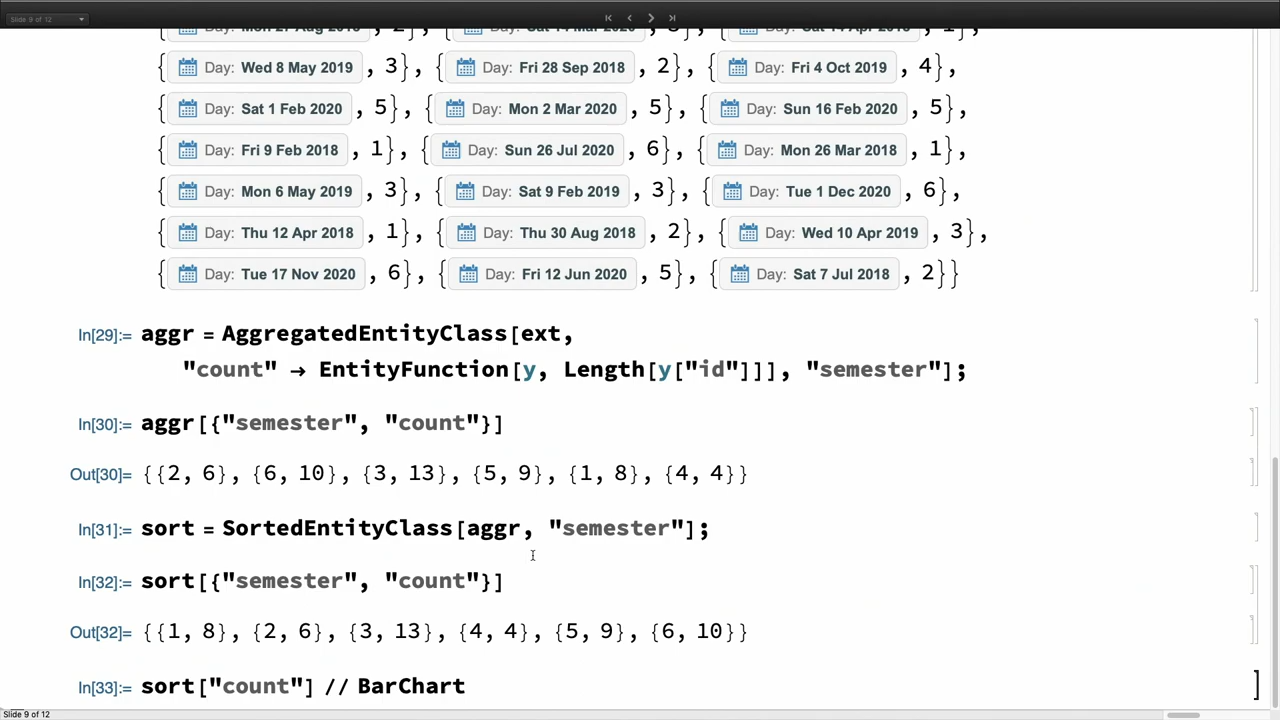 Slide 9 of 12
{ Day: Wed 8 May 2019 , 3}, { Day: Fri 28 Sep 2018 , 2}, { Day: Fri 4 Oct 2019 , 4},
{ Day: Sat 1 Feb 2020 , 5}, { Day: Mon 2 Mar 2020 , 5}, { Day: Sun 16 Feb 2020 , 5},
{ Day: Fri 9 Feb 2018 , 1}, { Day: Sun 26 Jul 2020 , 6}, { Day: Mon 26 Mar 2018 , 1},
{ Day: Mon 6 May 2019 , 3}, { Day: Sat 9 Feb 2019 , 3}, { Day: Tue 1 Dec 2020 , 6},
{ Day: Thu 12 Apr 2018 , 1}, { Day: Thu 30 Aug 2018 , 2}, { Day: Wed 10 Apr 2019 , 3},
{ Day: Tue 17 Nov 2020 , 6}, { Day: Fri 12 Jun 2020 , 5}, { Day: Sat 7 Jul 2018 , 2}}
In[29]:= aggr = AggregatedEntityClass[ext,
"count" → EntityFunction[y, Length[y["id"]]], "semester"];
In[30]:= aggr[{"semester", "count"}]
Out[30]= {{2, 6}, {6, 10}, {3, 13}, {5, 9}, {1, 8}, {4, 4}}
In[31]:= sort = SortedEntityClass[aggr, "semester"];
In[32]:= sort[{"semester", "count"}]
Out[32]= {{1, 8}, {2, 6}, {3, 13}, {4, 4}, {5, 9}, {6, 10}}
In[33]:= sort["count"] // BarChart
Slide 9 of 12